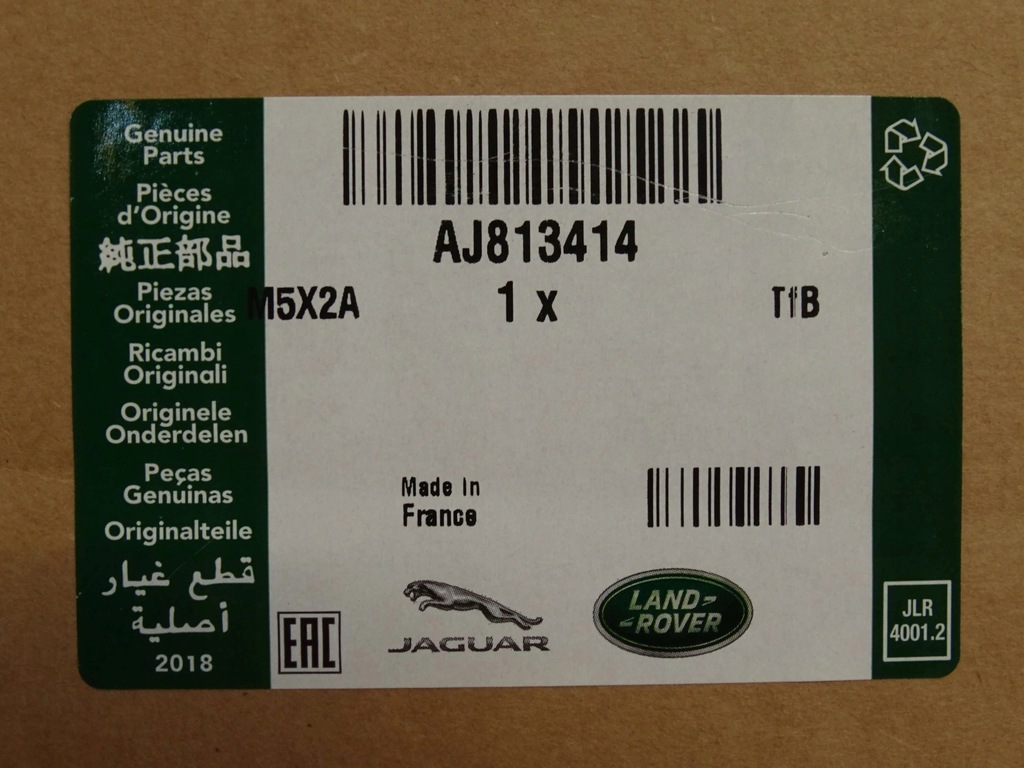 Genuine
Parts
Pièces
d'Origine
純正部品
Piezas
Originales
Ricambi
Originali
Originele
Onderdelen
Peças
Genuinas
Originalteile
قطع غيار
أصلية
2018
AJ813414
M5X2A 1 x T1B
Made In
France
EAC
JAGUAR
LAND-
-ROVER
JLR
4001.2